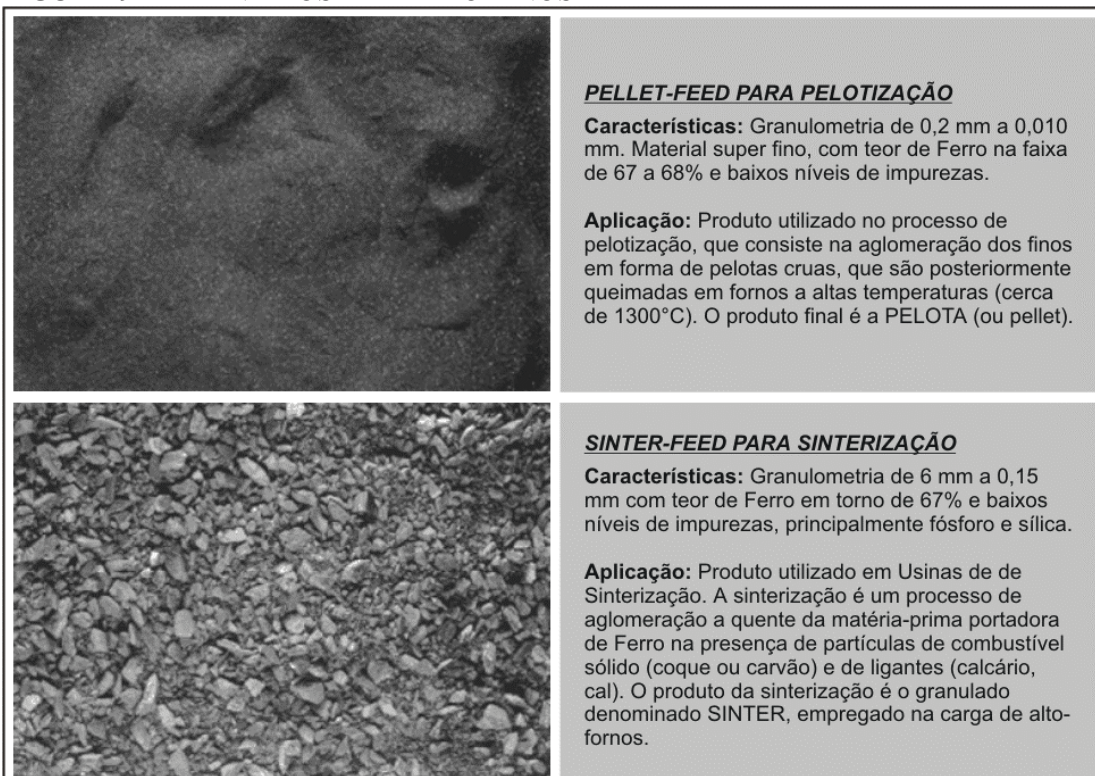 PELLET-FEED PARA PELOTIZAÇÃO
Características: Granulometria de 0,2 mm a 0,010
mm. Material super fino, com teor de Ferro na faixa
de 67 a 68% e baixos níveis de impurezas.
Aplicação: Produto utilizado no processo de
pelotização, que consiste na aglomeração dos finos
em forma de pelotas cruas, que são posteriormente
queimadas em fornos a altas temperaturas (cerca
de 1300°C). O produto final é a PELOTA (ou pellet).
SINTER-FEED PARA SINTERIZAÇÃO
Características: Granulometria de 6 mm a 0,15
mm com teor de Ferro em torno de 67% e baixos
níveis de impurezas, principalmente fósforo e sílica.
Aplicação: Produto utilizado em Usinas de de
Sinterização. A sinterização é um processo de
aglomeração a quente da matéria-prima portadora
de Ferro na presença de partículas de combustível
sólido (coque ou carvão) e de ligantes (calcário,
cal). O produto da sinterização é o granulado
denominado SINTER, empregado na carga de alto-
fornos.